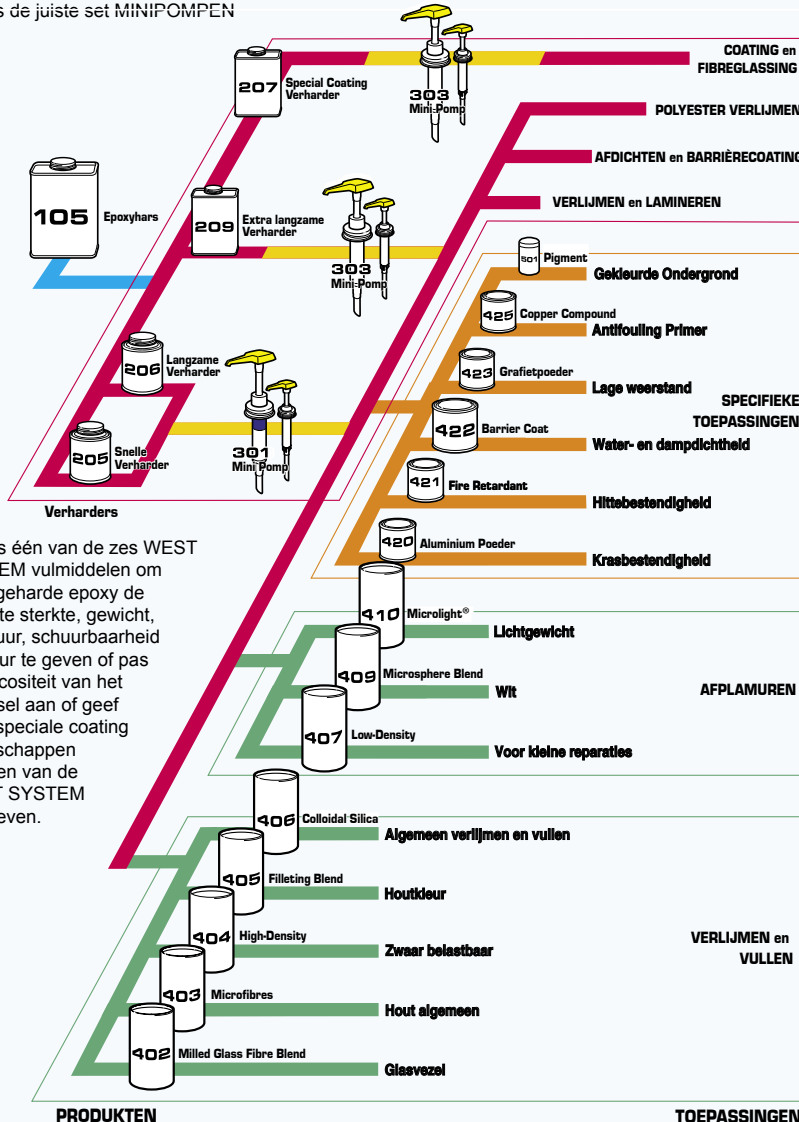 s de juiste set MINIPOMPEN
COATING en
FIBREGLASSING
207
Special Coating
Verharder
303
Mini-Pomp
POLYESTER VERLIJMEN
AFDICHTEN en BARRIÈRECOATING
105
Epoxyhars
209
Extra langzame
Verharder
VERLIJMEN en LAMINEREN
303
Mini-Pomp
501
Pigment
Gekleurde Ondergrond
425
Copper Compound
Antifouling Primer
206
Langzame
Verharder
423
Grafietpoeder
Lage weerstand
SPECIFIEKE
TOEPASSINGEN
205
Snelle
Verharder
301
Mini Pomp
422
Barrier Coat
Water- en dampdichtheid
421
Fire Retardant
Hittebestendigheid
Verharders
420
Aluminium Poeder
Krasbestendigheid
s één van de zes WEST
EM vulmiddelen om
geharde epoxy de
te sterkte, gewicht,
uur, schuurbaarheid
ur te geven of pas
cositeit van het
sel aan of geef
speciale coating
schappen
en van de
T SYSTEM
even.
410
Microlight®
Lichtgewicht
409
Microsphere Blend
Wit
AFPLAMUREN
407
Low-Density
Voor kleine reparaties
406
Colloidal Silica
Algemeen verlijmen en vullen
405
Filleting Blend
Houtkleur
404
High-Density
Zwaar belastbaar
VERLIJMEN en
VULLEN
403
Microfibres
Hout algemeen
402
Milled Glass Fibre Blend
Glasvezel
PRODUKTEN
TOEPASSINGEN